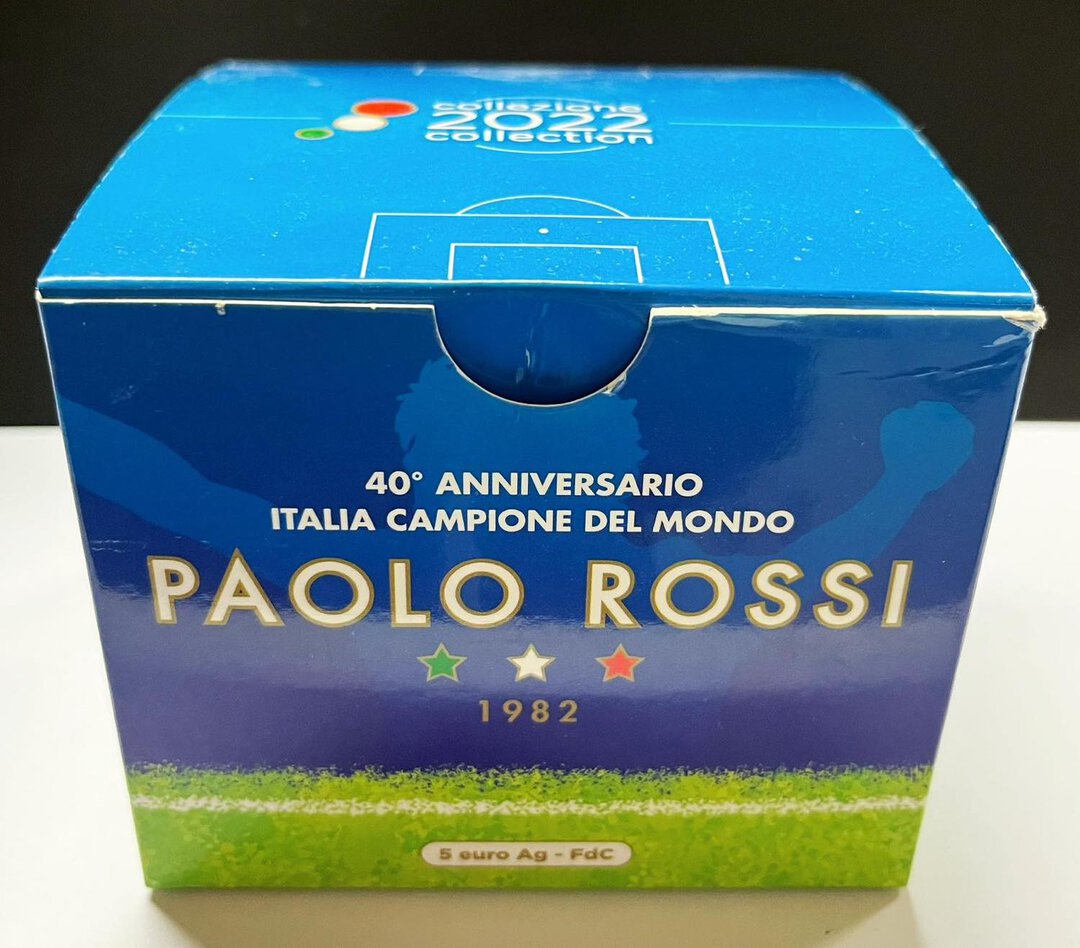 collezione
2022
collection
40° ANNIVERSARIO
ITALIA CAMPIONE DEL MONDO
PAOLO ROSSI
1982
5 euro Ag - FdC